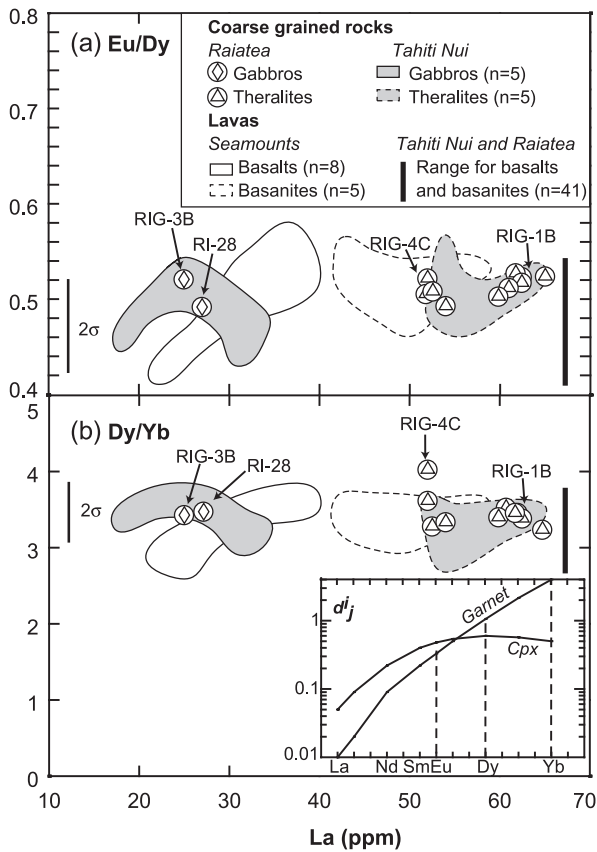 (a) Eu/Dy
Coarse grained rocks
Raiatea Tahiti Nui
Gabbros Gabbros (n=5)
Theralites Theralites (n=5)
Lavas
Seamounts Tahiti Nui and Raiatea
Basalts (n=8) Range for basalts
Basanites (n=5) and basanites (n=41)
0.8
0.7
0.6
0.5
0.4
RIG-3B
RI-28
RIG-4C
RIG-1B
2σ
(b) Dy/Yb
5
4
3
2
1
0
RIG-4C
RIG-3B
RI-28
RIG-1B
2σ
dij
Garnet
Cpx
1
0.1
0.01
La Nd Sm Eu Dy Yb
10 20 30 40 50 60 70
La (ppm)